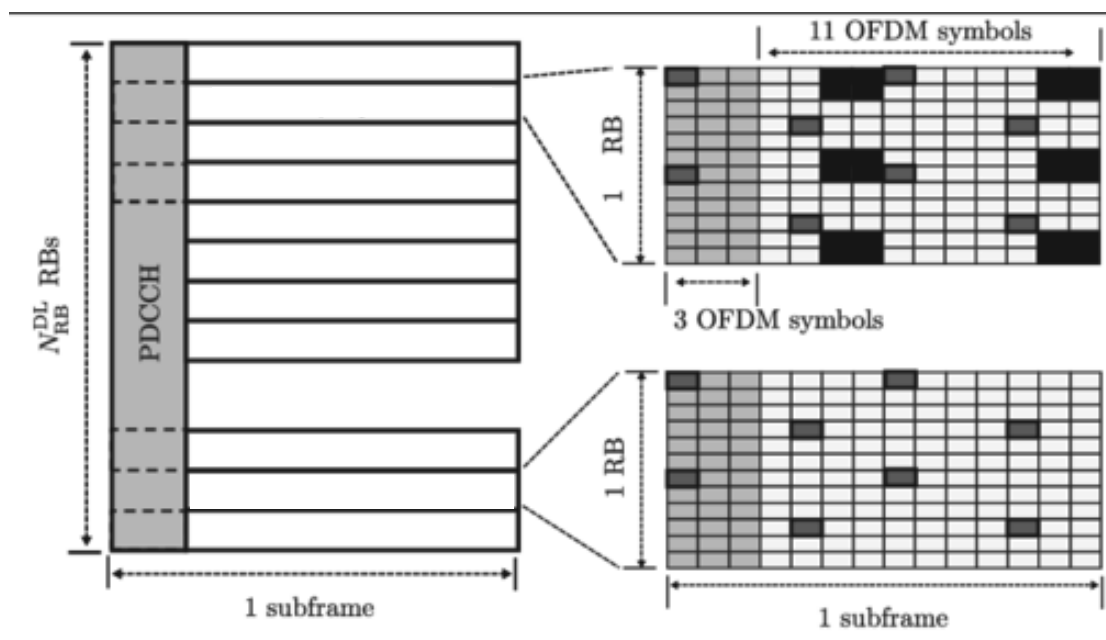 11 OFDM symbols
1 RB
3 OFDM symbols
N_RB^DL RBs
PDCCH
1 RB
1 subframe
1 subframe